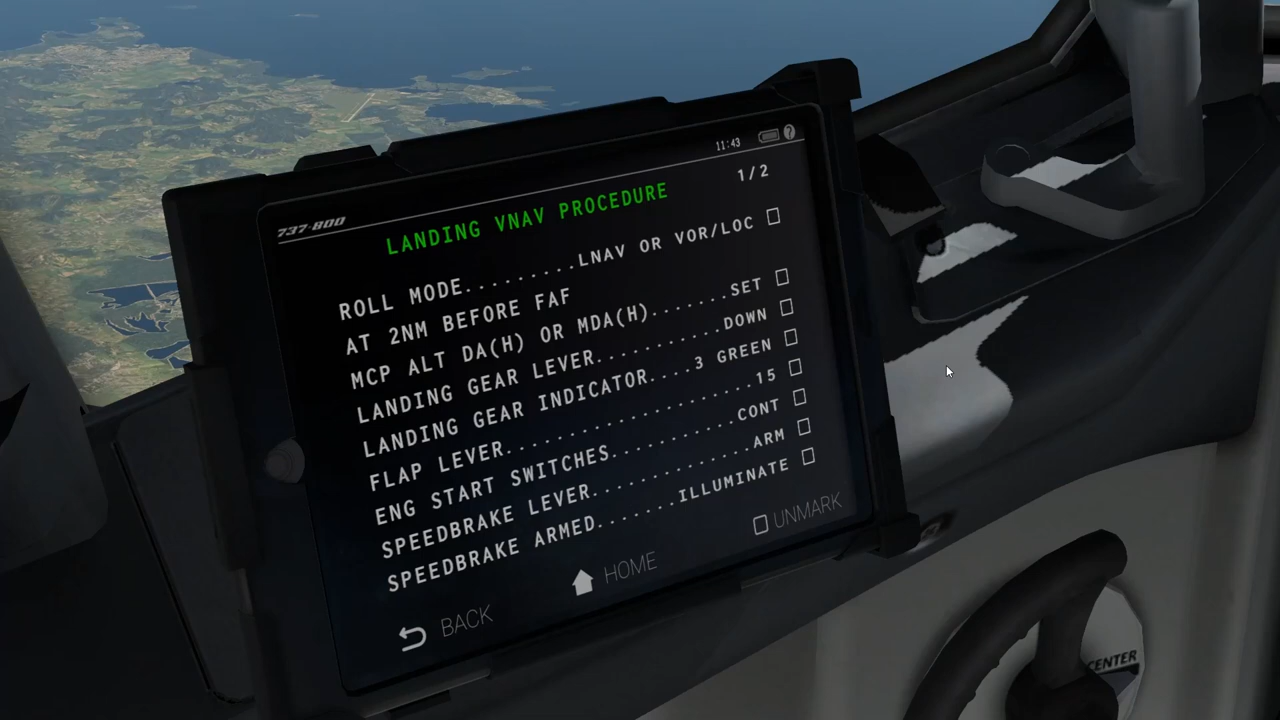 11:43
737-800
1/2
LANDING VNAV PROCEDURE
ROLL MODE.........LNAV OR VOR/LOC
AT 2NM BEFORE FAF
MCP ALT DA(H) OR MDA(H).......SET
LANDING GEAR LEVER...........DOWN
LANDING GEAR INDICATOR....3 GREEN
FLAP LEVER.....................15
ENG START SWITCHES...........CONT
SPEEDBRAKE LEVER..............ARM
SPEEDBRAKE ARMED.......ILLUMINATE
UNMARK
HOME
BACK
CENTER